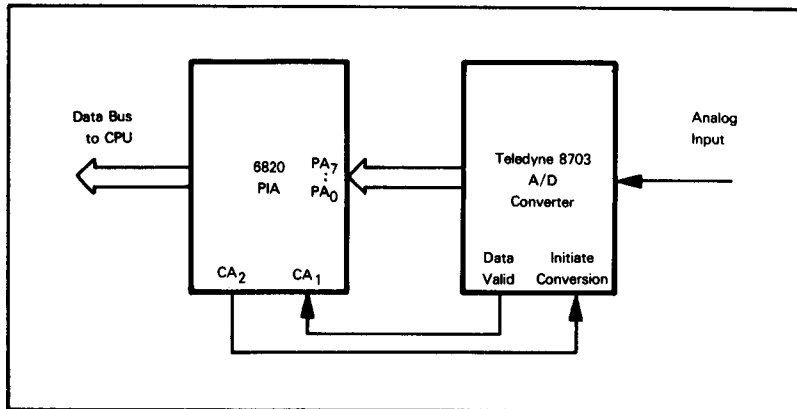 Data Bus
to CPU
6820
PIA
PA7
:
PA0
CA2
CA1
Teledyne 8703
A/D
Converter
Data
Valid
Initiate
Conversion
Analog
Input